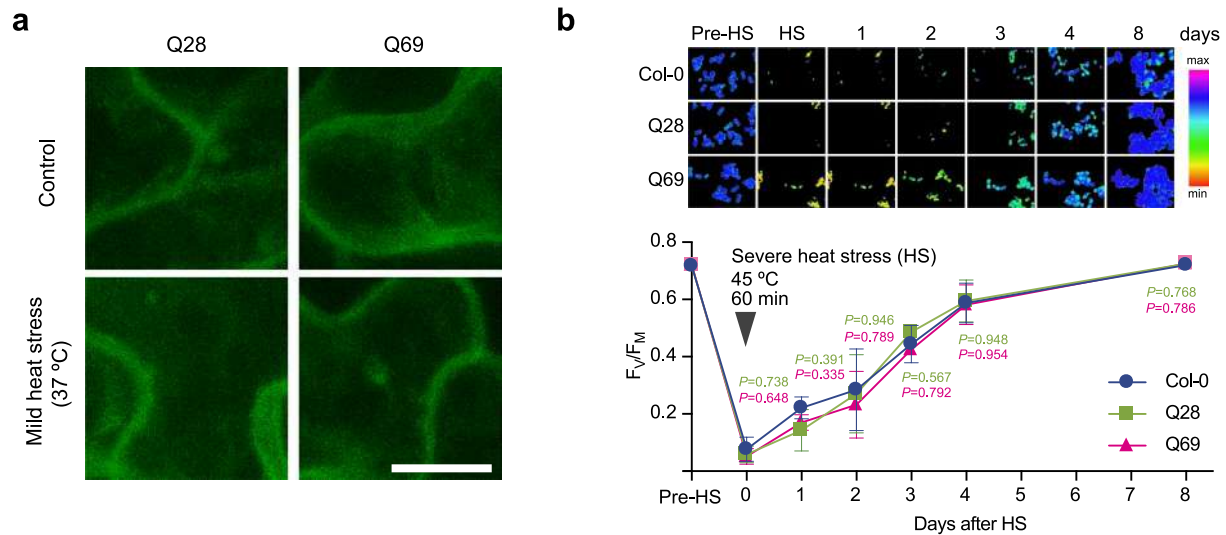 a
Q28 Q69
Control
Mild heat stress
(37 ºC)
b
Pre-HS HS 1 2 3 4 8 days
Col-0
Q28
Q69
max
min
0.8
0.6
0.4
0.2
F_V/F_M
Severe heat stress (HS)
45 ºC
60 min
P=0.738
P=0.648
P=0.391
P=0.335
P=0.946
P=0.789
P=0.567
P=0.792
P=0.948
P=0.954
P=0.768
P=0.786
Col-0
Q28
Q69
Pre-HS 0 1 2 3 4 5 6 7 8
Days after HS